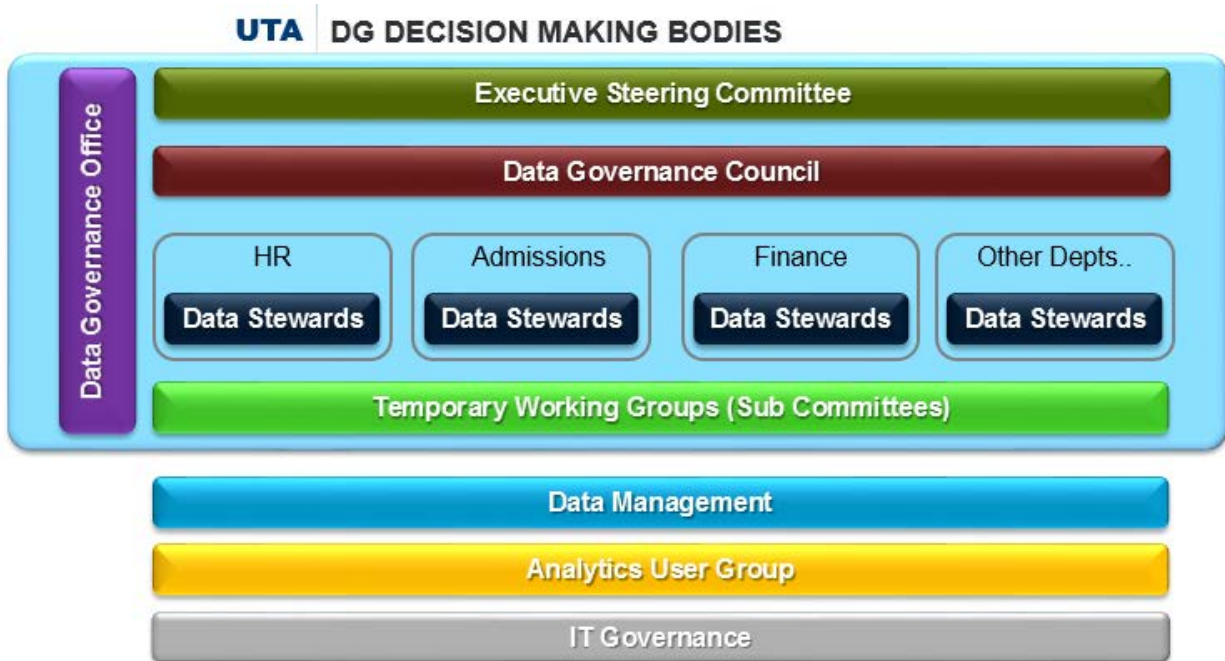 UTA DG DECISION MAKING BODIES
Data Governance Office
Executive Steering Committee
Data Governance Council
HR
Data Stewards
Admissions
Data Stewards
Finance
Data Stewards
Other Depts..
Data Stewards
Temporary Working Groups (Sub Committees)
Data Management
Analytics User Group
IT Governance